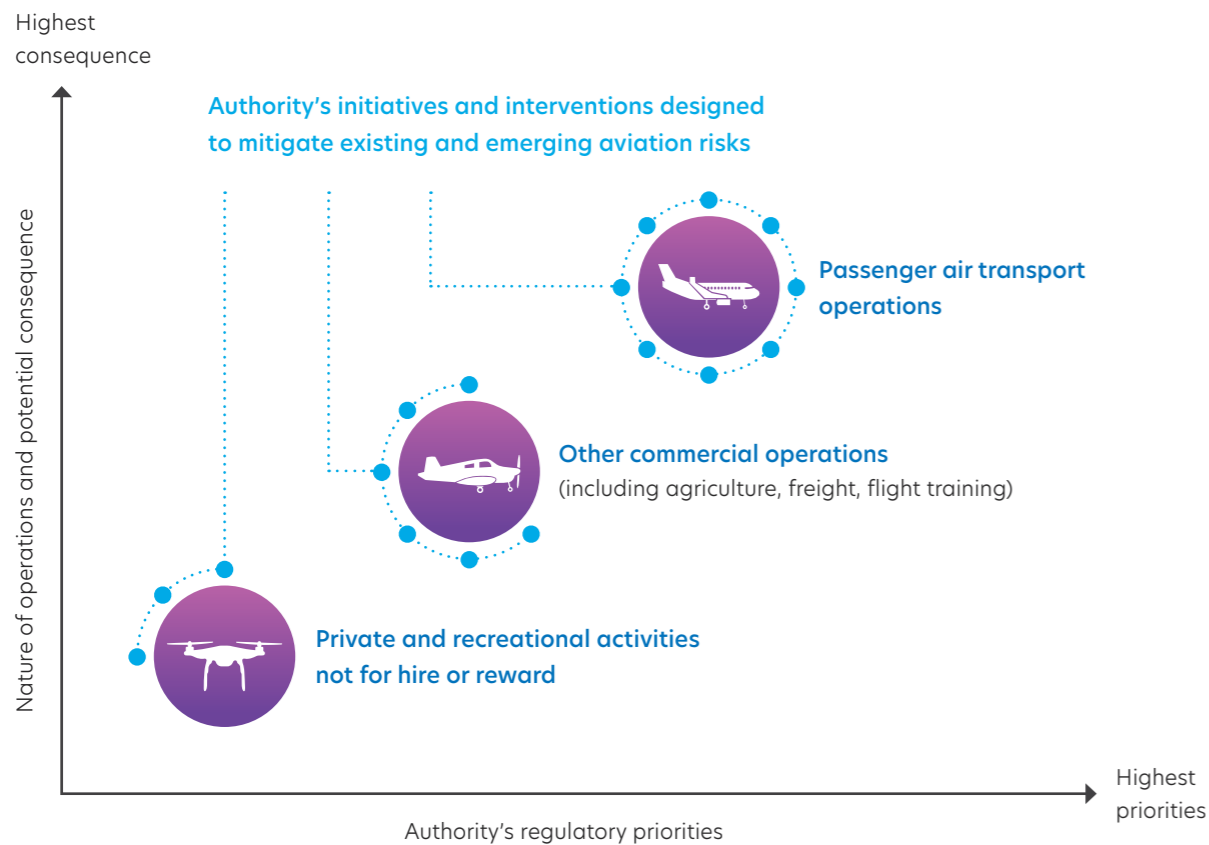 Highest
consequence
Authority’s initiatives and interventions designed
to mitigate existing and emerging aviation risks
Nature of operations and potential consequence
Passenger air transport
operations
Other commercial operations
(including agriculture, freight, flight training)
Private and recreational activities
not for hire or reward
Highest
priorities
Authority’s regulatory priorities